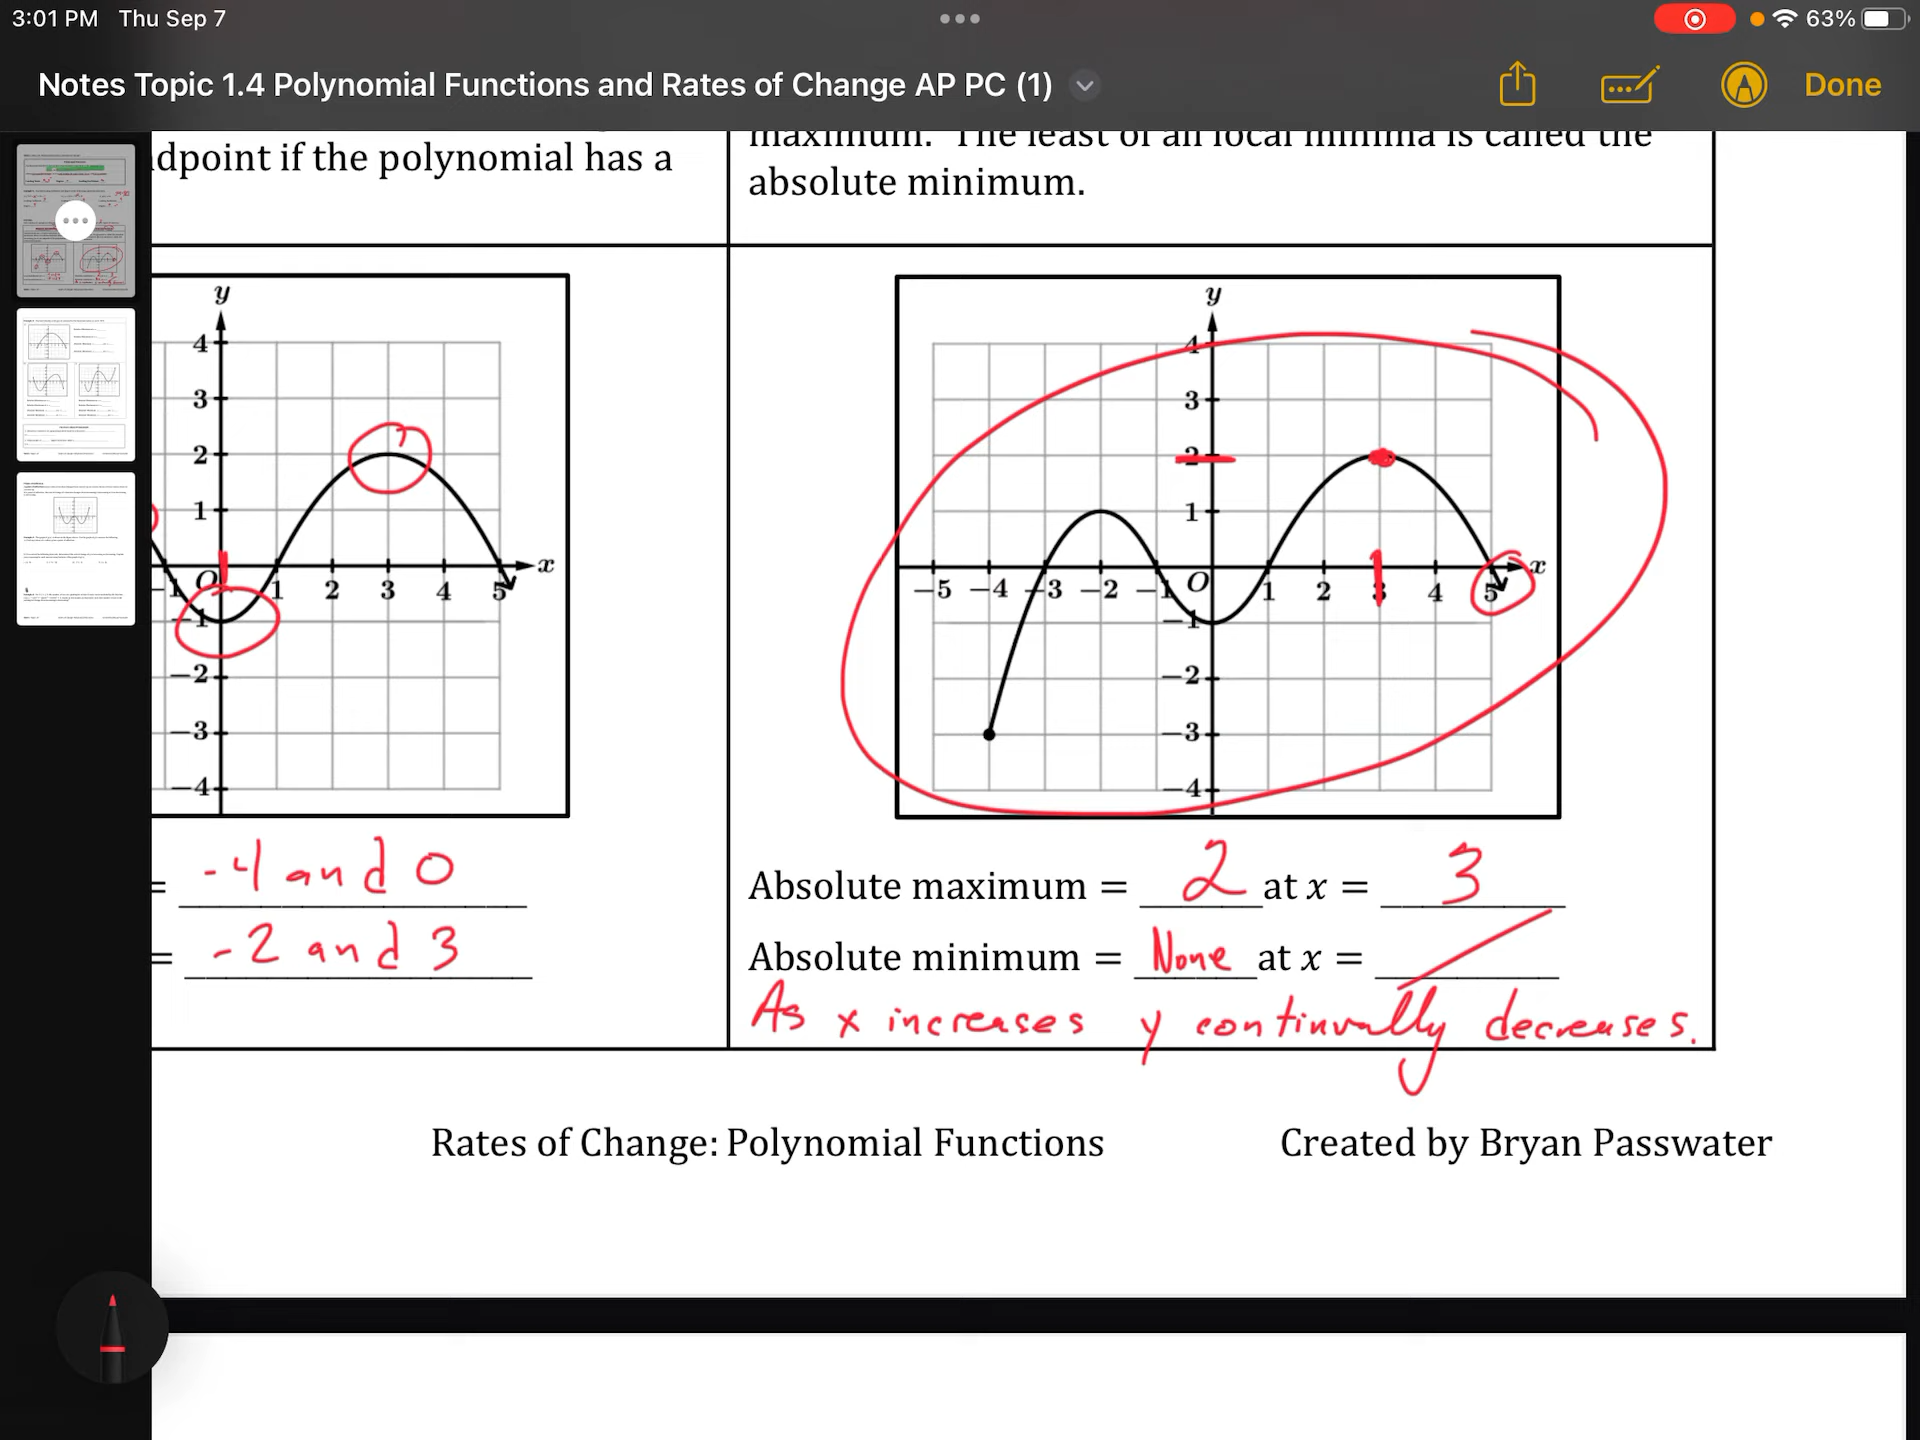 3:01 PM Thu Sep 7
63%
Notes Topic 1.4 Polynomial Functions and Rates of Change AP PC (1)
Done
dpoint if the polynomial has a
maximum. The least of all local minima is called the
absolute minimum.
y
4
3
2
1
−1 O 1 2 3 4 5 x
−1
−2
−3
−4
y
4
3
2
1
−5 −4 −3 −2 −1 O 1 2 3 4 5 x
−1
−2
−3
−4
= -4 and 0
= -2 and 3
Absolute maximum = 2 at x = 3
Absolute minimum = None at x =
As x increases y continually decreases.
Rates of Change: Polynomial Functions
Created by Bryan Passwater